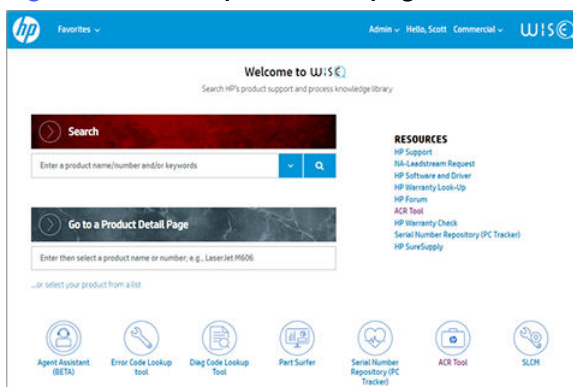 hp
Favorites
Admin Hello, Scott Commercial
WISE
Welcome to WISE
Search HP's product support and process knowledge library
Search
Enter a product name/number and/or keywords
Go to a Product Detail Page
Enter then select a product name or number; e.g., LaserJet M606
...or select your product from a list
RESOURCES
HP Support
NA-Leadstream Request
HP Software and Driver
HP Warranty Look-Up
HP Forum
ACR Tool
HP Warranty Check
Serial Number Repository (PC Tracker)
HP SureSupply
Agent Assistant
(BETA)
Error Code Lookup
tool
Diag Code Lookup
Tool
Part Surfer
Serial Number
Repository (PC
Tracker)
ACR Tool
SLCM